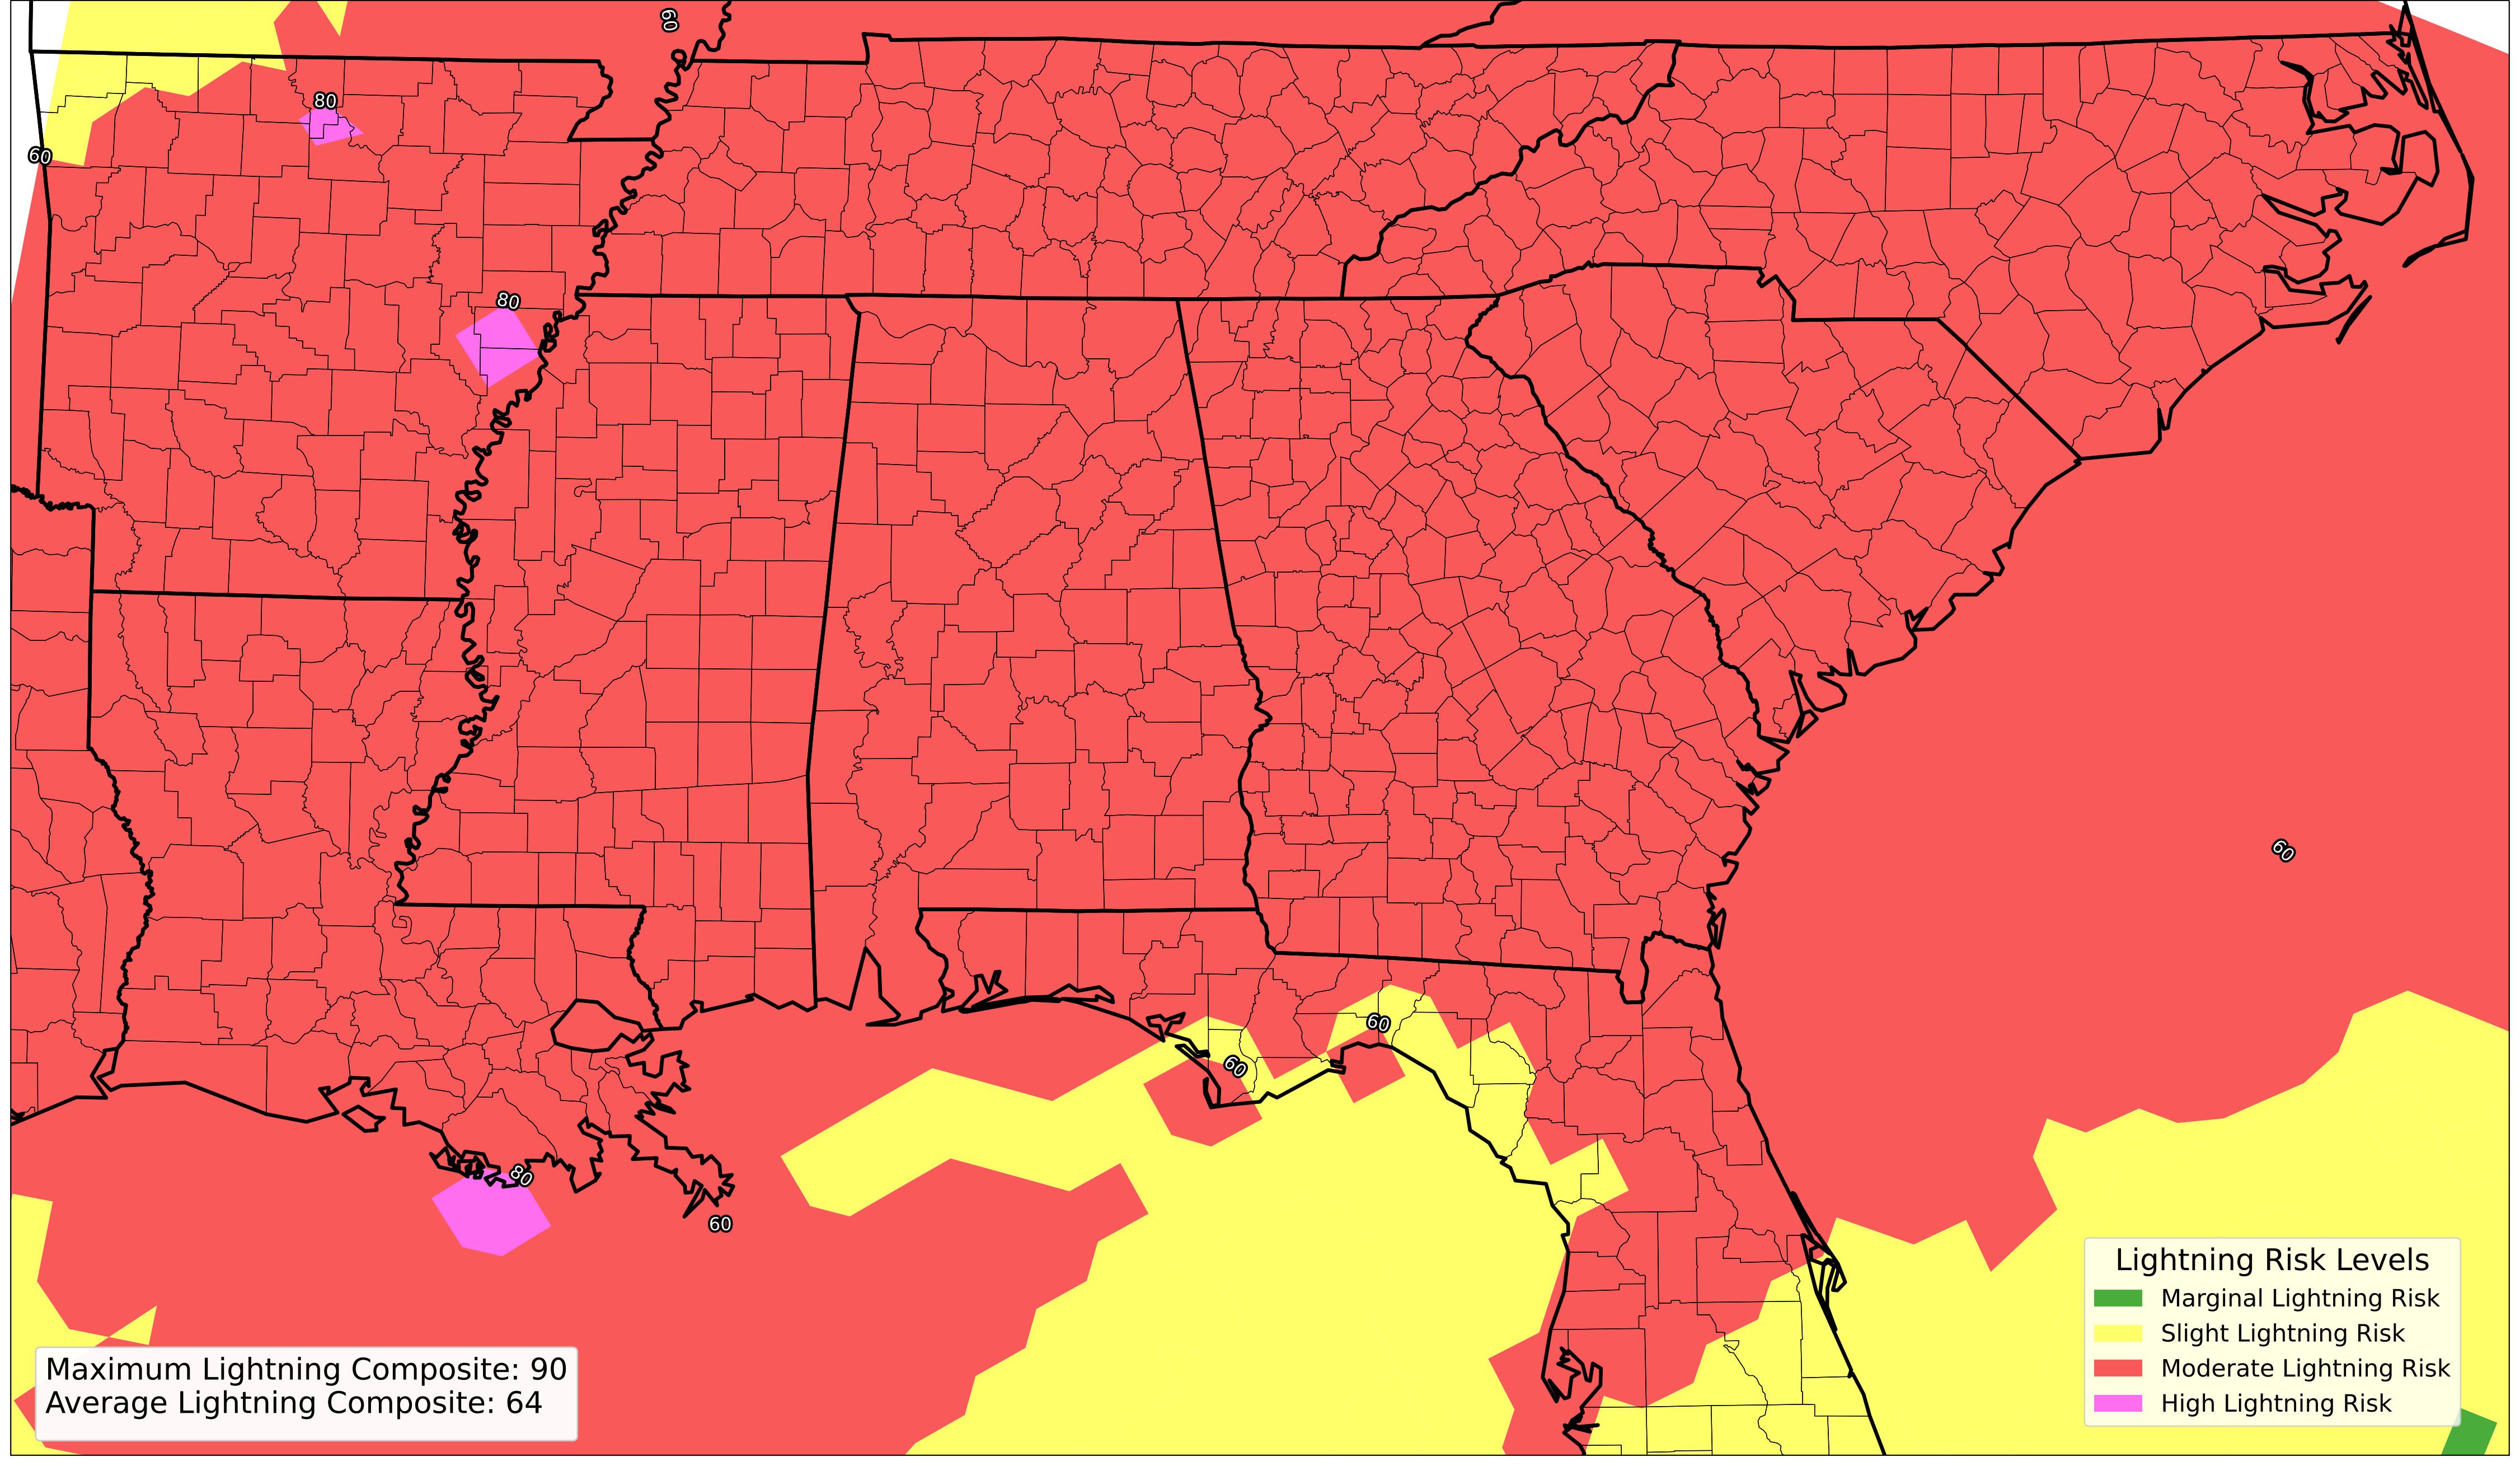 60
80
60
80
60
60
60
80
60
Lightning Risk Levels
Marginal Lightning Risk
Slight Lightning Risk
Moderate Lightning Risk
High Lightning Risk
Maximum Lightning Composite: 90
Average Lightning Composite: 64